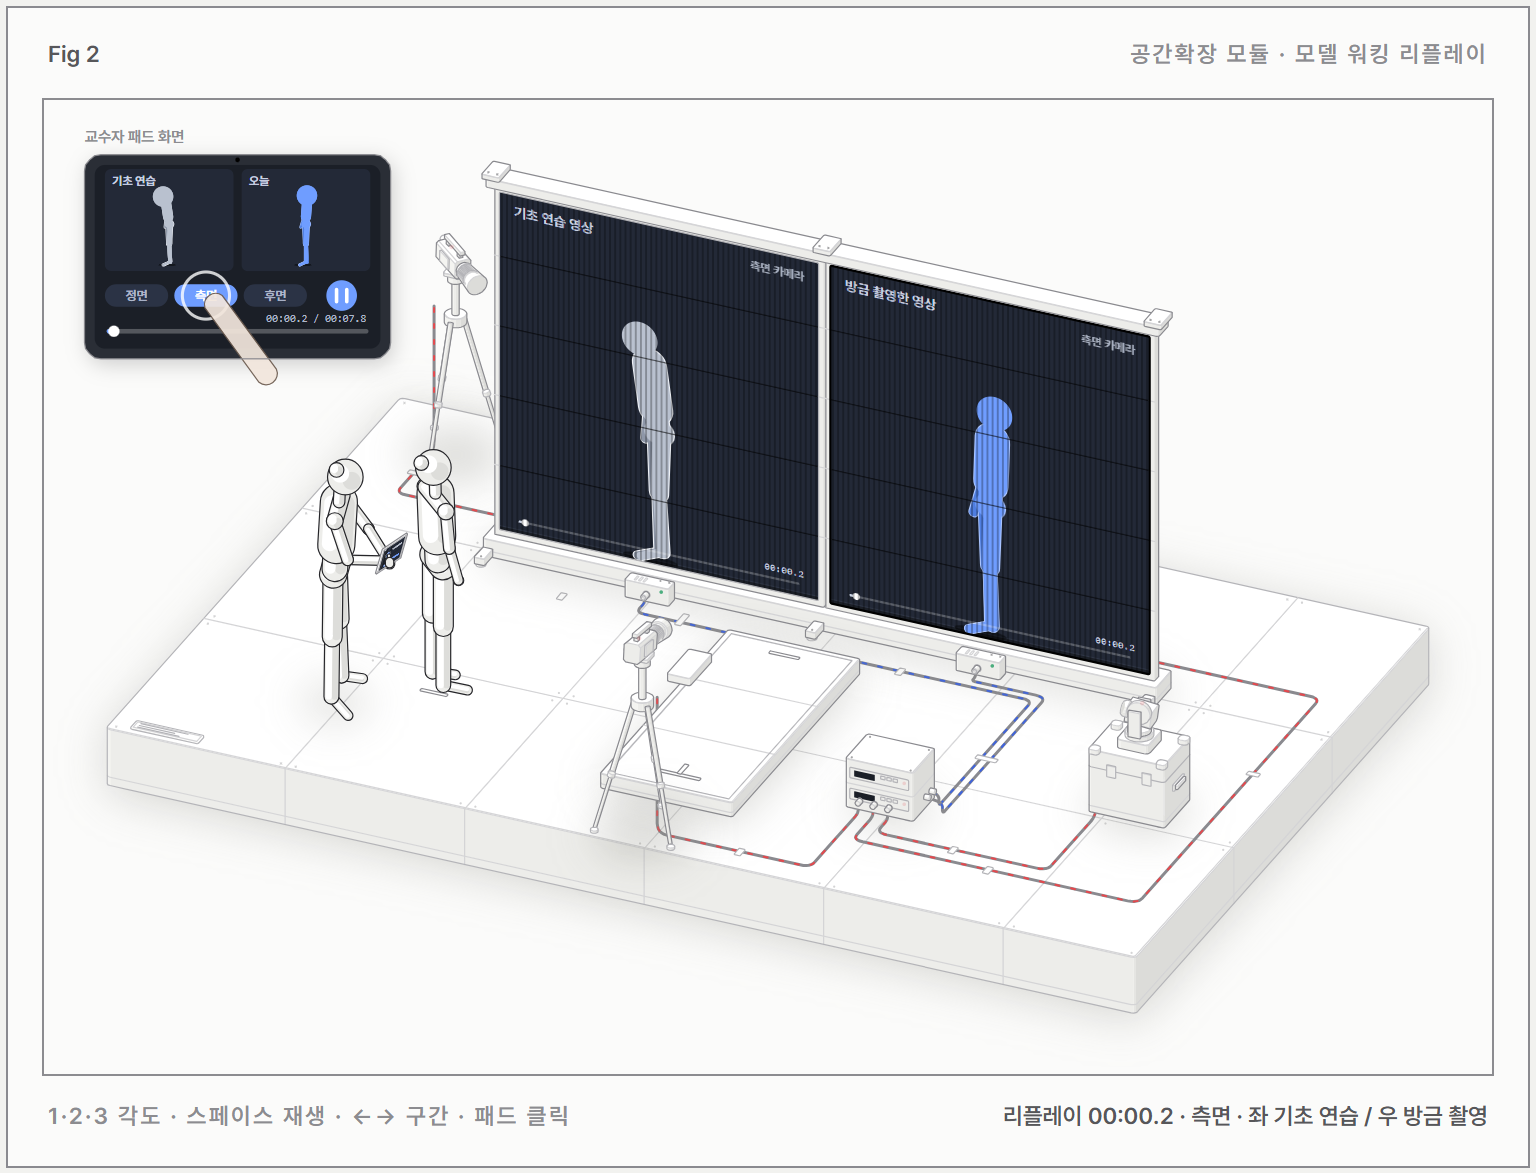 Fig 2
공간확장 모듈 · 모델 워킹 리플레이
교수자 패드 화면
기초 연습
오늘
정면
측면
후면
00:00.2 / 00:07.8
기초 연습 영상
측면 카메라
00:00.2
방금 촬영한 영상
측면 카메라
00:00.2
1·2·3 각도 · 스페이스 재생 · ←→ 구간 · 패드 클릭
리플레이 00:00.2 · 측면 · 좌 기초 연습 / 우 방금 촬영